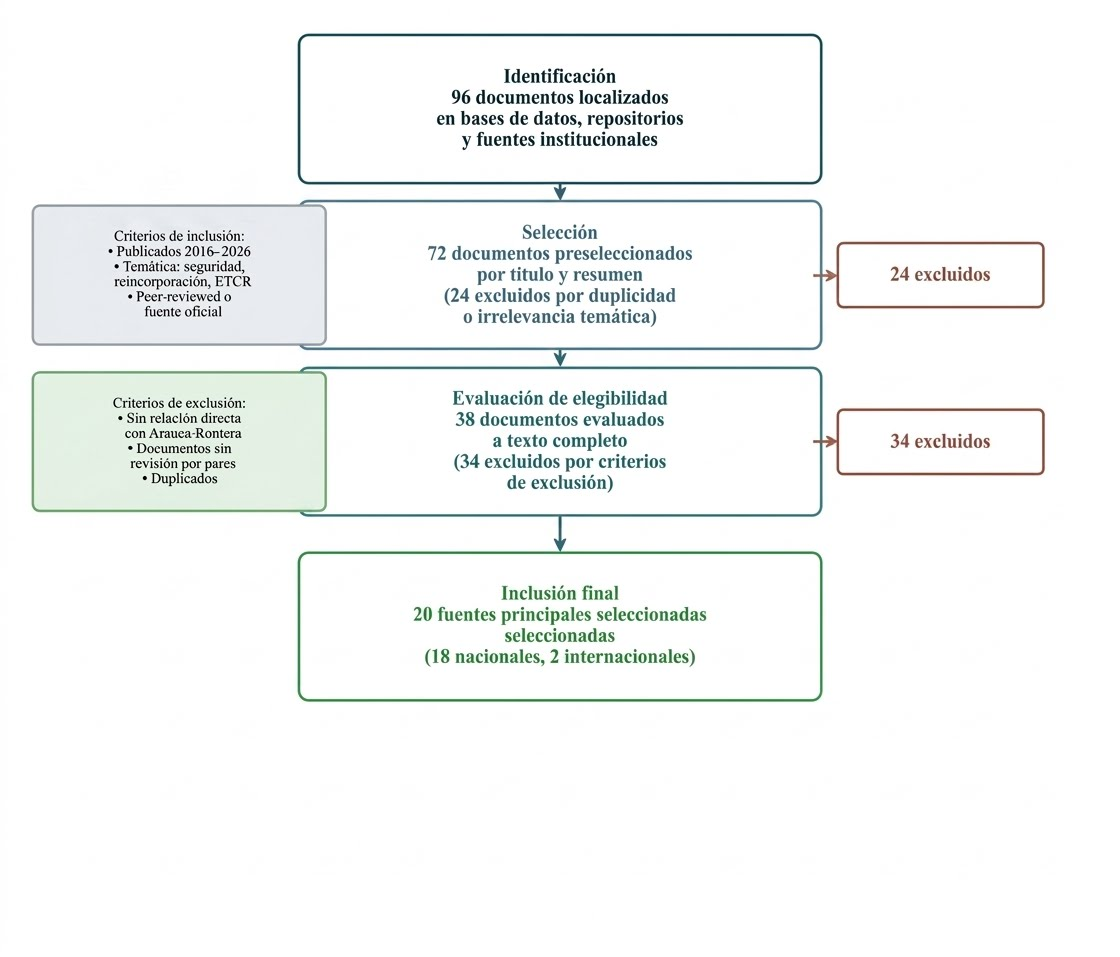 Identificación
96 documentos localizados
en bases de datos, repositorios
y fuentes institucionales
Criterios de inclusión:
• Publicados 2016–2026
• Temática: seguridad,
reincorporación, ETCR
• Peer-reviewed o
fuente oficial
Selección
72 documentos preseleccionados
por titulo y resumen
(24 excluidos por duplicidad
o irrelevancia temática)
24 excluidos
Criterios de exclusión:
• Sin relación directa
con Arauea-Rontera
• Documentos sin
revisión por pares
• Duplicados
Evaluación de elegibilidad
38 documentos evaluados
a texto completo
(34 excluidos por criterios
de exclusión)
34 excluidos
Inclusión final
20 fuentes principales seleccionadas
seleccionadas
(18 nacionales, 2 internacionales)